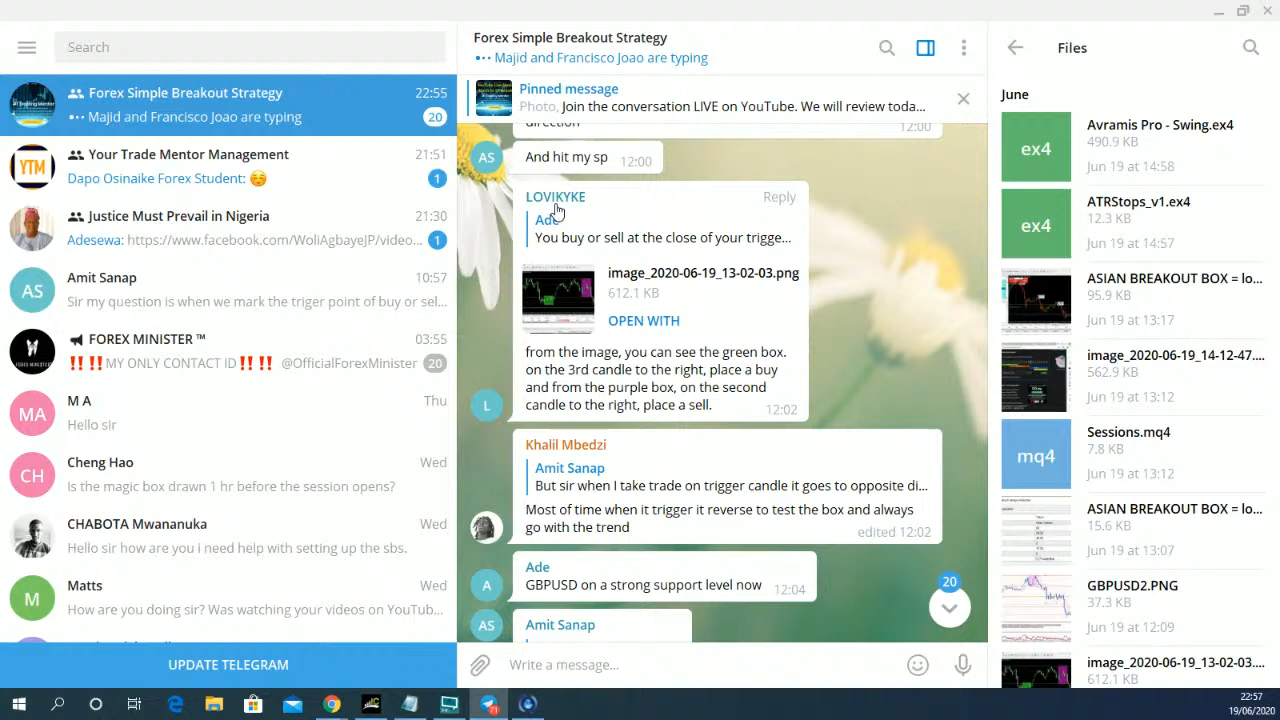 Search
Forex Simple Breakout Strategy
22:55
Majid and Francisco Joao are typing
20
YTM
Your Trade Mentor Management
21:51
Dapo Osinaike Forex Student: ☺️
1
Justice Must Prevail in Nigeria
21:30
Adesewa: https://www.facebook.com/WoliAgbayeJP/video...
1
AS
Amit Sanap
10:57
Sir my question is when we mark the trger point of buy or sel...
FOREX MINISTER ™
03:55
‼️‼️MY ONLY CONTACT ID‼️‼️ @OfficialForexMinister
20
MA
M A
Thu
Hello sir
CH
Cheng Hao
Wed
Is the magic box drawn 1 hr before the session opens?
CHABOTA Mwananuka
Wed
Hello sir how are you i need help with setting up the sbs.
M
Matts
Wed
How are you doing sir? Was watching your videos on YouTub...
UPDATE TELEGRAM
Forex Simple Breakout Strategy
Majid and Francisco Joao are typing
Pinned message
Photo, Join the conversation LIVE on YouTube. We will review toda...
direction
12:00
AS
And hit my sp
12:00
LOVIKYKE
Reply
Ade
You buy or sell at the close of your trigge...
image_2020-06-19_13-02-03.png
612.1 KB
OPEN WITH
from the image, you can see the green box.
on the 3rd candle to the right, place a buy
and from the purple box, on the second
candle to the right, place a sell.
12:02
L
Khalil Mbedzi
Amit Sanap
But sir when I take trade on trigger candle it goes to opposite di...
Most of time when it trigger it reverse to test the box and always
go with the trend
edited 12:02
Ade
A
GBPUSD on a strong support level now
12:04
20
AS
Amit Sanap
Write a message...
Files
June
ex4
Avramis Pro - Swing.ex4
490.9 KB
Jun 19 at 14:58
ex4
ATRStops_v1.ex4
12.3 KB
Jun 19 at 14:57
ASIAN BREAKOUT BOX = lo...
95.9 KB
Jun 19 at 13:17
image_2020-06-19_14-12-47....
562.9 KB
Jun 19 at 13:12
mq4
Sessions.mq4
7.8 KB
Jun 19 at 13:12
ASIAN BREAKOUT BOX = lo...
15.6 KB
Jun 19 at 13:07
GBPUSD2.PNG
37.3 KB
Jun 19 at 12:09
image_2020-06-19_13-02-03....
612.1 KB
71
22:57
19/06/2020